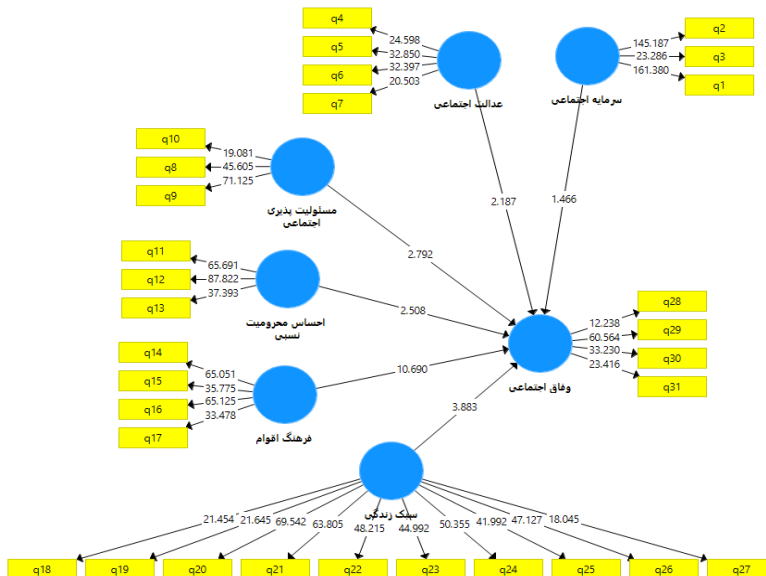 q4
q5
q6
q7
24.598
32.850
32.397
20.503
عدالت اجتماعی
q2
q3
q1
145.187
23.286
161.380
سرمایه اجتماعی
q10
q8
q9
19.081
45.605
71.125
مسئولیت پذیری
اجتماعی
2.187
1.466
2.792
q11
q12
q13
65.691
87.822
37.393
احساس محرومیت
نسبی
2.508
q28
q29
q30
q31
12.238
60.564
33.230
23.416
وفاق اجتماعی
q14
q15
q16
q17
65.051
35.775
65.125
33.478
فرهنگ اقوام
10.690
3.883
سبک زندگی
21.454
21.645
69.542
63.805
48.215
44.992
50.355
41.992
47.127
18.045
q18
q19
q20
q21
q22
q23
q24
q25
q26
q27